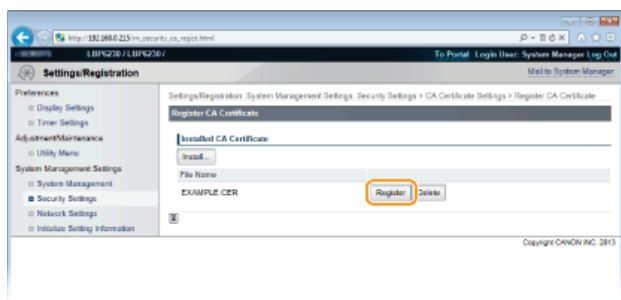 http://192.168.0.215/m_security_ca_regist.html
LBP6230 / LBP6230 /
To Portal Login User: System Manager Log Out
Settings/Registration
Mail to System Manager
Preferences
Display Settings
Timer Settings
Adjustment/Maintenance
Utility Menu
System Management Settings
System Management
Security Settings
Network Settings
Initialize Setting Information
Settings/Registration: System Management Settings: Security Settings > CA Certificate Settings > Register CA Certificate
Register CA Certificate
Installed CA Certificate
Install...
File Name
EXAMPLE.CER
Register
Delete
Copyright CANON INC. 2013